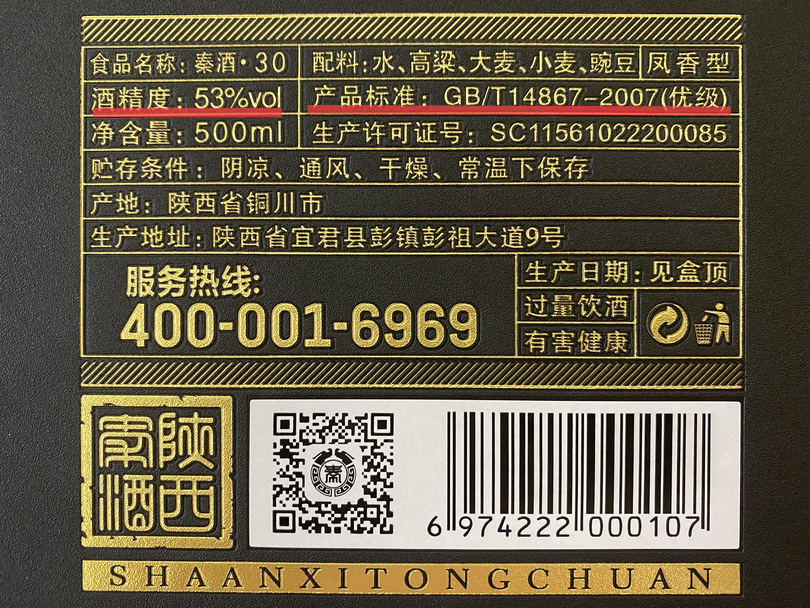 食品名称：秦酒·30
配料：水、高粱、大麦、小麦、豌豆
凤香型
酒精度：53%vol
产品标准：GB/T14867-2007(优级)
净含量：500ml
生产许可证号：SC11561022200085
贮存条件：阴凉、通风、干燥、常温下保存
产地：陕西省铜川市
生产地址：陕西省宜君县彭镇彭祖大道9号
服务热线:
400-001-6969
生产日期:见盒顶
过量饮酒
有害健康
陕西
秦酒
秦
6 974222 000107
SHAANXITONGCHUAN